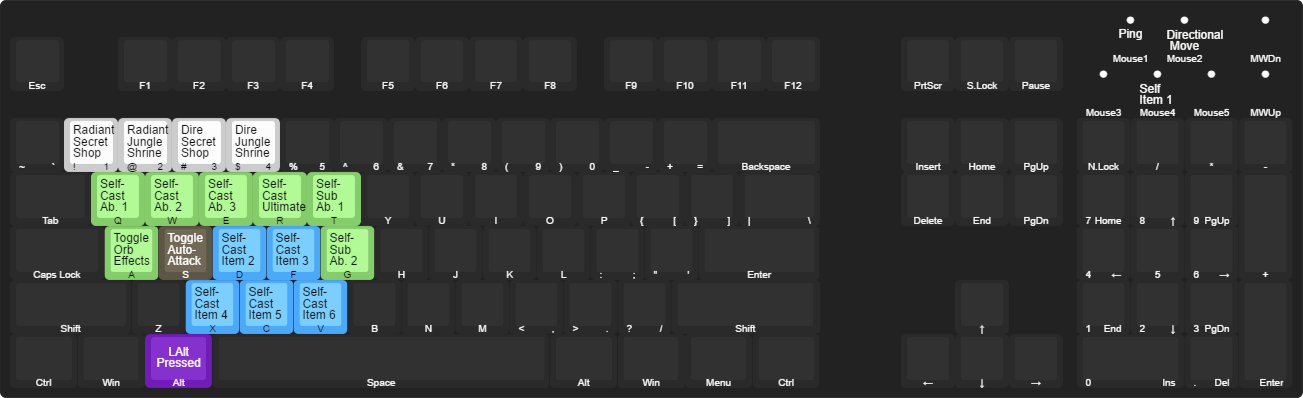 Ping Directional
Move
Mouse1 Mouse2 MWDn
Esc F1 F2 F3 F4 F5 F6 F7 F8 F9 F10 F11 F12 PrtScr S.Lock Pause
Self
Item 1
Mouse3 Mouse4 Mouse5 MWUp
Radiant Radiant Dire Dire
Secret Jungle Secret Jungle
Shop Shrine Shop Shrine
~ ` ! 1 @ 2 # 3 $ 4 % 5 ^ 6 & 7 * 8 ( 9 ) 0 _ - + = Backspace Insert Home PgUp N.Lock / * -
Self- Self- Self- Self- Self-
Cast Cast Cast Cast Sub
Ab. 1 Ab. 2 Ab. 3 Ultimate Ab. 1
Tab Q W E R T Y U I O P { [ } ] | \ Delete End PgDn 7 Home 8 ↑ 9 PgUp
Toggle Toggle Self- Self- Self-
Orb Auto- Cast Cast Sub
Effects Attack Item 2 Item 3 Ab. 2
Caps Lock A S D F G H J K L : ; " ' Enter 4 ← 5 6 → +
Self- Self- Self-
Cast Cast Cast
Item 4 Item 5 Item 6
Shift Z X C V B N M < , > . ? / Shift ↑ 1 End 2 ↓ 3 PgDn
LAlt
Pressed
Ctrl Win Alt Space Alt Win Menu Ctrl ← ↓ → 0 Ins . Del Enter